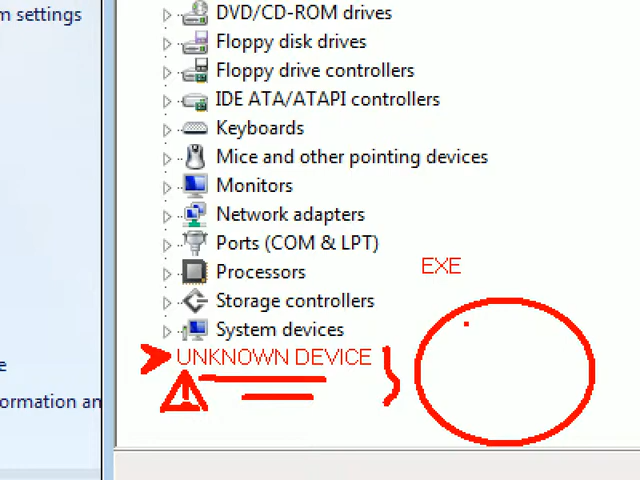 m settings
DVD/CD-ROM drives
Floppy disk drives
Floppy drive controllers
IDE ATA/ATAPI controllers
Keyboards
Mice and other pointing devices
Monitors
Network adapters
Ports (COM & LPT)
Processors
EXE
Storage controllers
System devices
UNKNOWN DEVICE
e
ormation an